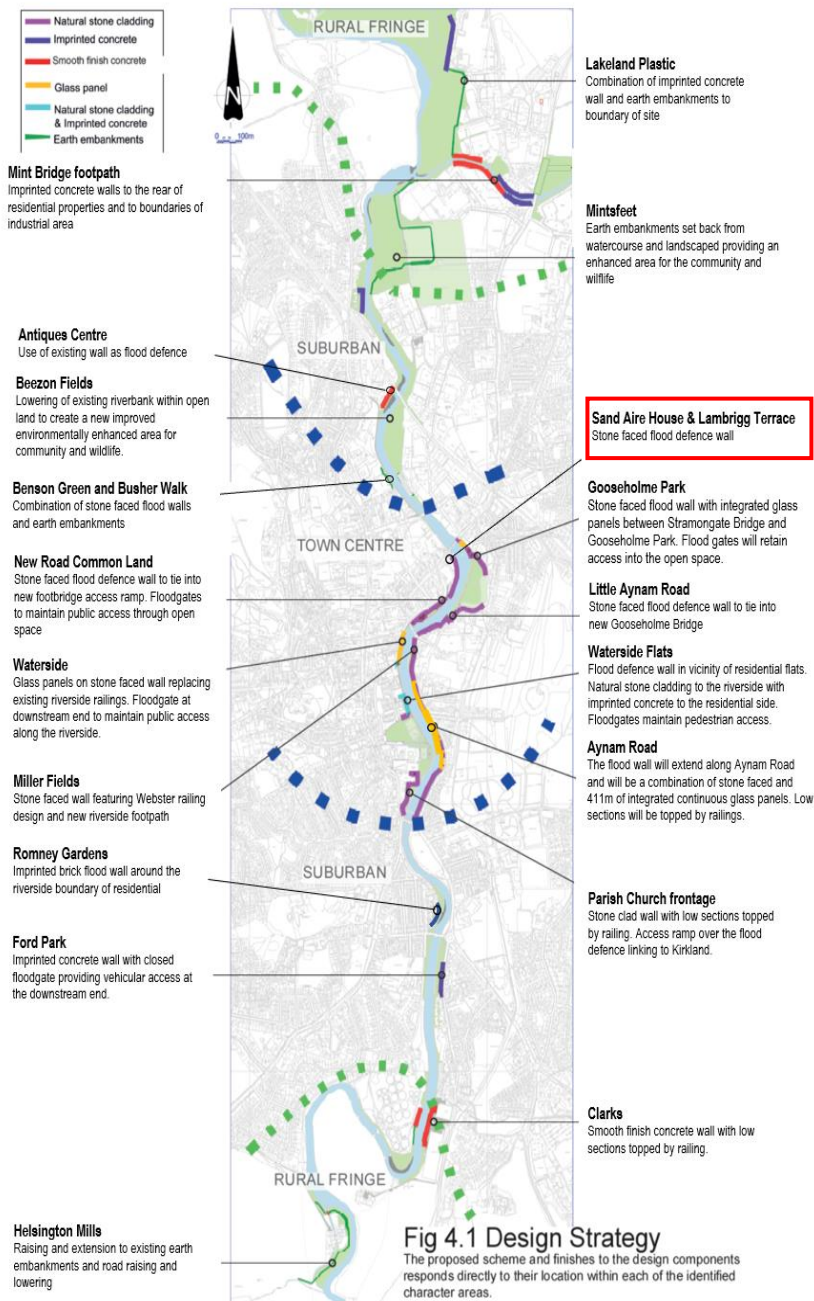 Natural stone cladding
Imprinted concrete
Smooth finish concrete
Glass panel
Natural stone cladding
& Imprinted concrete
Earth embankments
N
0 100m
RURAL FRINGE
Lakeland Plastic
Combination of imprinted concrete
wall and earth embankments to
boundary of site
Mint Bridge footpath
Imprinted concrete walls to the rear of
residential properties and to boundaries of
industrial area
Mintsfeet
Earth embankments set back from
watercourse and landscaped providing an
enhanced area for the community and
wilflife
Antiques Centre
Use of existing wall as flood defence
SUBURBAN
Beezon Fields
Lowering of existing riverbank within open
land to create a new improved
environmentally enhanced area for
community and wildlife.
Sand Aire House & Lambrigg Terrace
Stone faced flood defence wall
Benson Green and Busher Walk
Combination of stone faced flood walls
and earth embankments
Gooseholme Park
Stone faced flood wall with integrated glass
panels between Stramongate Bridge and
Gooseholme Park. Flood gates will retain
access into the open space.
TOWN CENTRE
New Road Common Land
Stone faced flood defence wall to tie into
new footbridge access ramp. Floodgates
to maintain public access through open
space
Little Aynam Road
Stone faced flood defence wall to tie into
new Gooseholme Bridge
Waterside
Glass panels on stone faced wall replacing
existing riverside railings. Floodgate at
downstream end to maintain public access
along the riverside.
Waterside Flats
Flood defence wall in vicinity of residential flats.
Natural stone cladding to the riverside with
imprinted concrete to the residential side.
Floodgates maintain pedestrian access.
Aynam Road
The flood wall will extend along Aynam Road
and will be a combination of stone faced and
411m of integrated continuous glass panels. Low
sections will be topped by railings.
Miller Fields
Stone faced wall featuring Webster railing
design and new riverside footpath
Romney Gardens
Imprinted brick flood wall around the
riverside boundary of residential
SUBURBAN
Parish Church frontage
Stone clad wall with low sections topped
by railing. Access ramp over the flood
defence linking to Kirkland.
Ford Park
Imprinted concrete wall with closed
floodgate providing vehicular access at
the downstream end.
Clarks
Smooth finish concrete wall with low
sections topped by railing.
RURAL FRINGE
Helsington Mills
Raising and extension to existing earth
embankments and road raising and
lowering
Fig 4.1 Design Strategy
The proposed scheme and finishes to the design components
responds directly to their location within each of the identified
character areas.